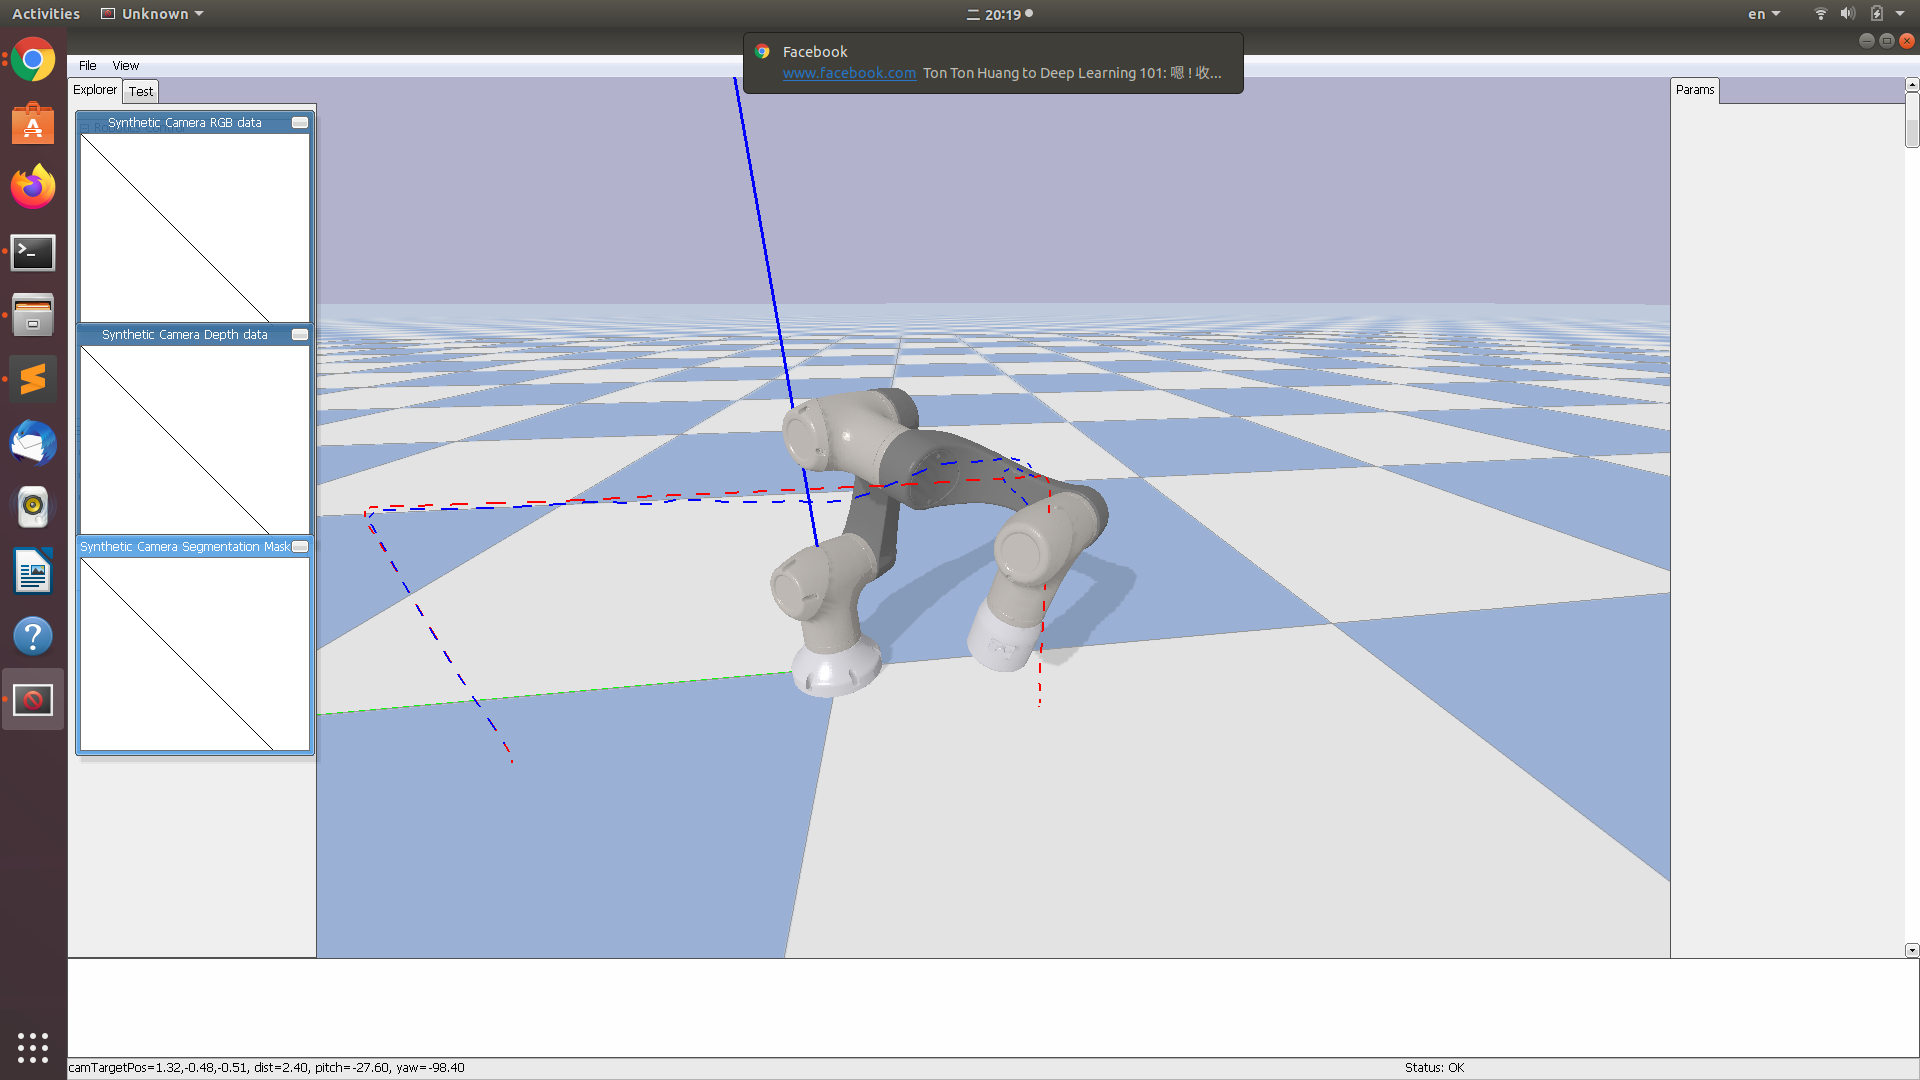 Activities
Unknown
二 20:19
en
Facebook
www.facebook.com Ton Ton Huang to Deep Learning 101: 嗯 ! 收...
File View
Explorer Test
Params
Synthetic Camera RGB data
Synthetic Camera Depth data
Synthetic Camera Segmentation Mask
camTargetPos=1.32,-0.48,-0.51, dist=2.40, pitch=-27.60, yaw=-98.40
Status: OK